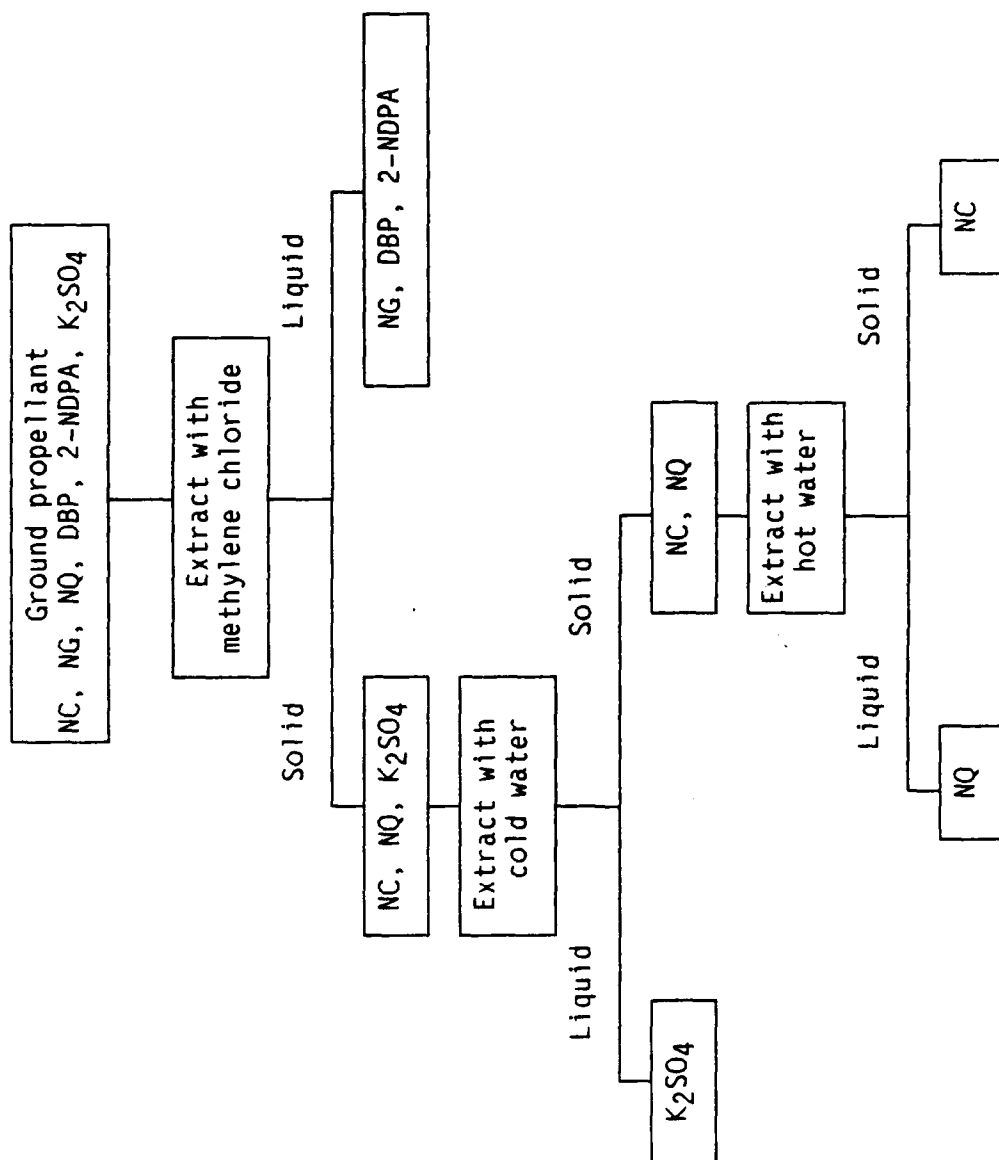 Ground propellant
NC, NG, NQ, DBP, 2-NDPA, K2SO4
Extract with
methylene chloride
Solid
Liquid
NC, NQ, K2SO4
NG, DBP, 2-NDPA
Extract with
cold water
Liquid
Solid
K2SO4
NC, NQ
Extract with
hot water
Liquid
Solid
NQ
NC